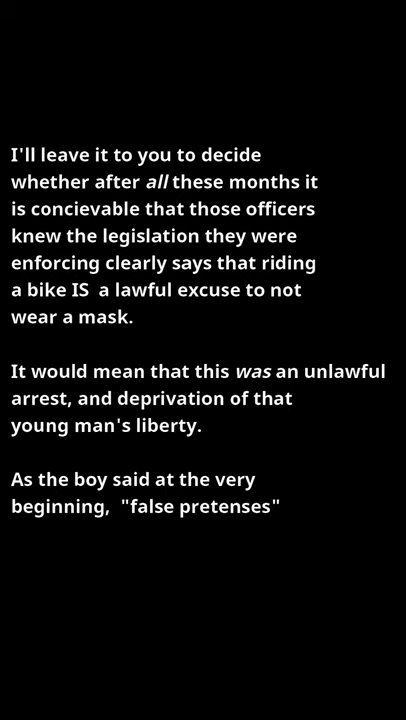 I'll leave it to you to decide
whether after all these months it
is concievable that those officers
knew the legislation they were
enforcing clearly says that riding
a bike IS  a lawful excuse to not
wear a mask.
It would mean that this was an unlawful
arrest, and deprivation of that
young man's liberty.
As the boy said at the very
beginning,  "false pretenses"